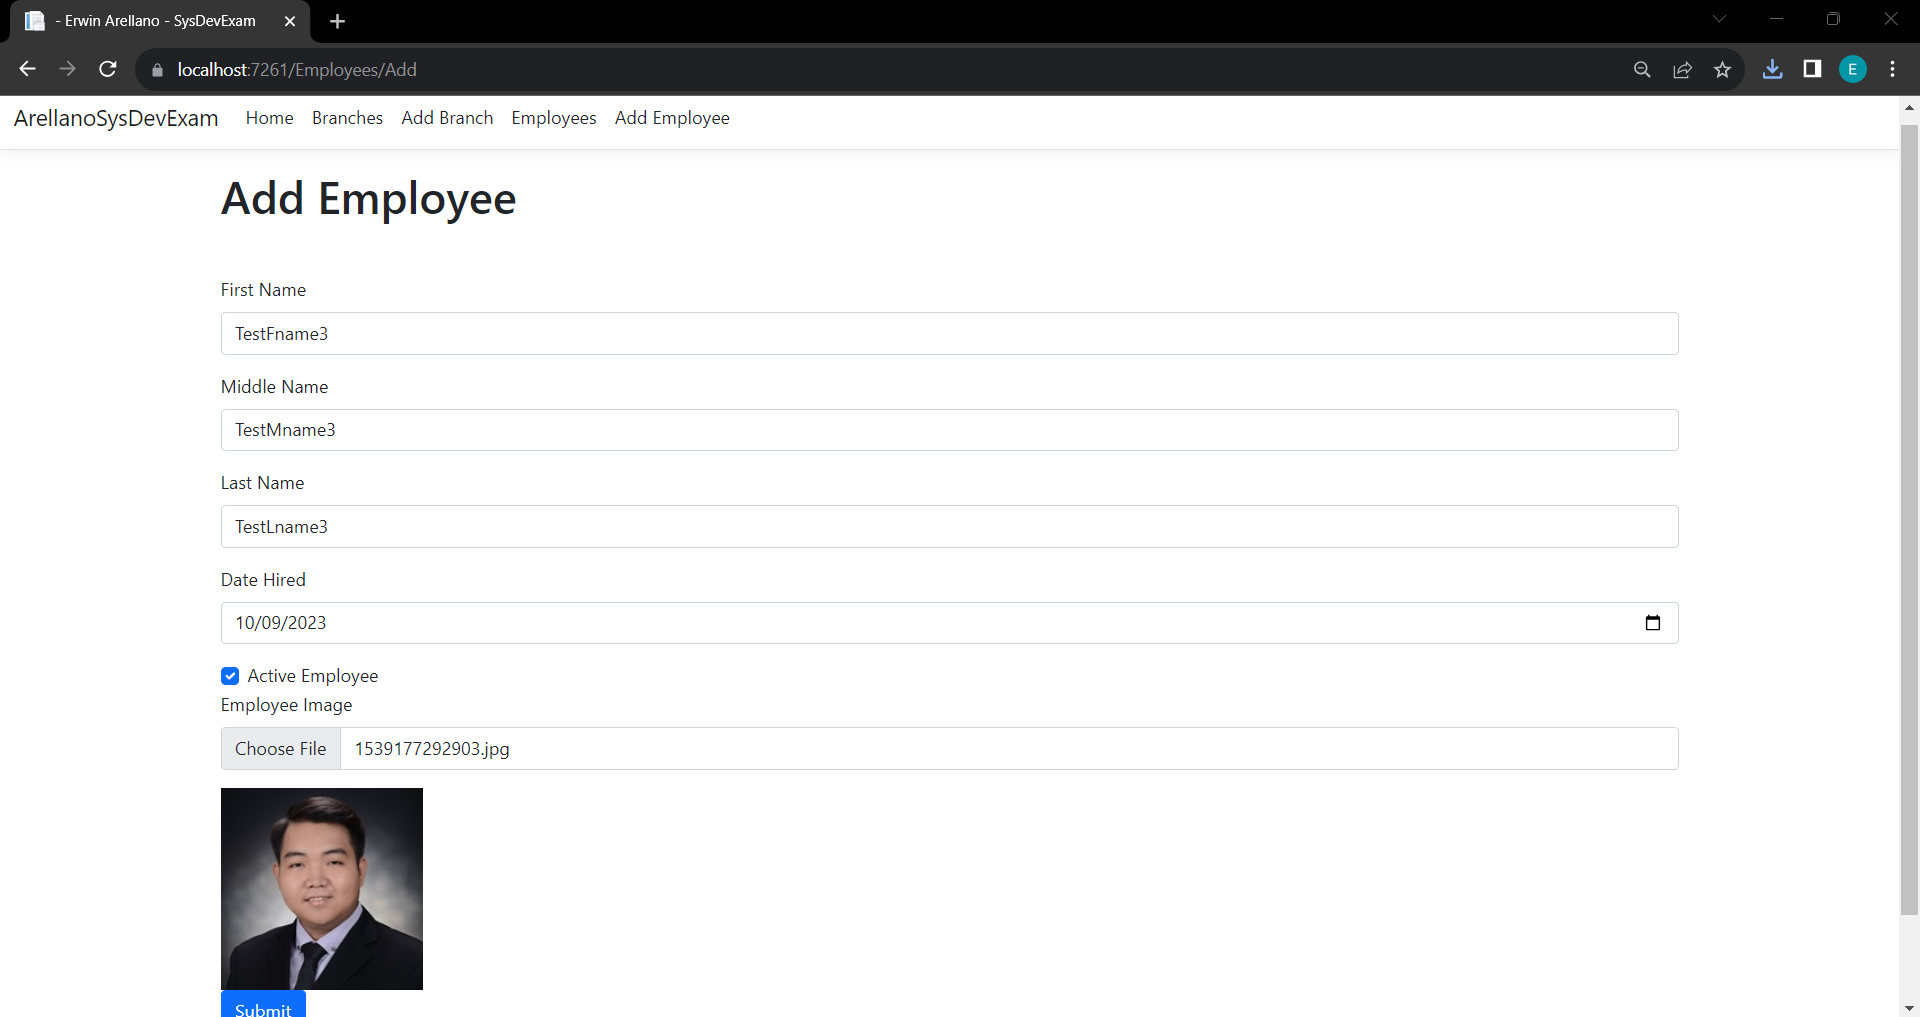 - Erwin Arellano - SysDevExam
localhost:7261/Employees/Add
E
ArellanoSysDevExam Home Branches Add Branch Employees Add Employee
Add Employee
First Name
TestFname3
Middle Name
TestMname3
Last Name
TestLname3
Date Hired
10/09/2023
Active Employee
Employee Image
Choose File 1539177292903.jpg
Submit